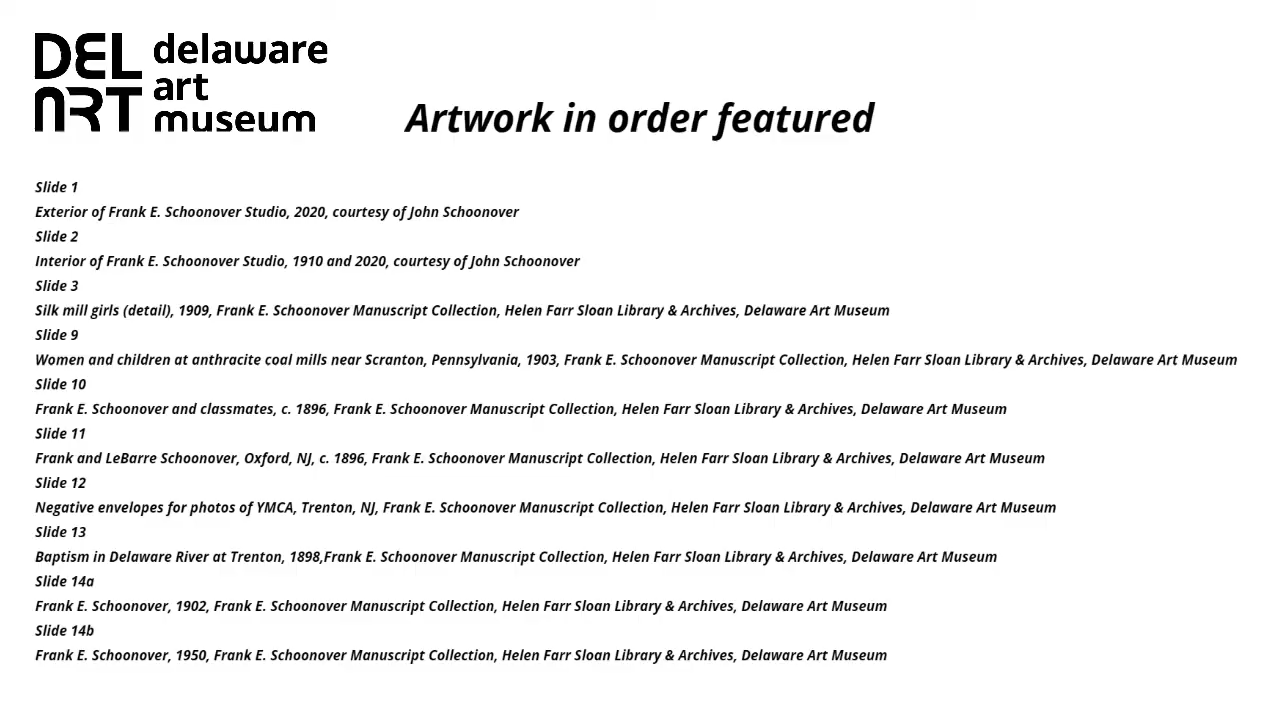 DEL ART
delaware
art
museum
Artwork in order featured
Slide 1
Exterior of Frank E. Schoonover Studio, 2020, courtesy of John Schoonover
Slide 2
Interior of Frank E. Schoonover Studio, 1910 and 2020, courtesy of John Schoonover
Slide 3
Silk mill girls (detail), 1909, Frank E. Schoonover Manuscript Collection, Helen Farr Sloan Library & Archives, Delaware Art Museum
Slide 9
Women and children at anthracite coal mills near Scranton, Pennsylvania, 1903, Frank E. Schoonover Manuscript Collection, Helen Farr Sloan Library & Archives, Delaware Art Museum
Slide 10
Frank E. Schoonover and classmates, c. 1896, Frank E. Schoonover Manuscript Collection, Helen Farr Sloan Library & Archives, Delaware Art Museum
Slide 11
Frank and LeBarre Schoonover, Oxford, NJ, c. 1896, Frank E. Schoonover Manuscript Collection, Helen Farr Sloan Library & Archives, Delaware Art Museum
Slide 12
Negative envelopes for photos of YMCA, Trenton, NJ, Frank E. Schoonover Manuscript Collection, Helen Farr Sloan Library & Archives, Delaware Art Museum
Slide 13
Baptism in Delaware River at Trenton, 1898,Frank E. Schoonover Manuscript Collection, Helen Farr Sloan Library & Archives, Delaware Art Museum
Slide 14a
Frank E. Schoonover, 1902, Frank E. Schoonover Manuscript Collection, Helen Farr Sloan Library & Archives, Delaware Art Museum
Slide 14b
Frank E. Schoonover, 1950, Frank E. Schoonover Manuscript Collection, Helen Farr Sloan Library & Archives, Delaware Art Museum